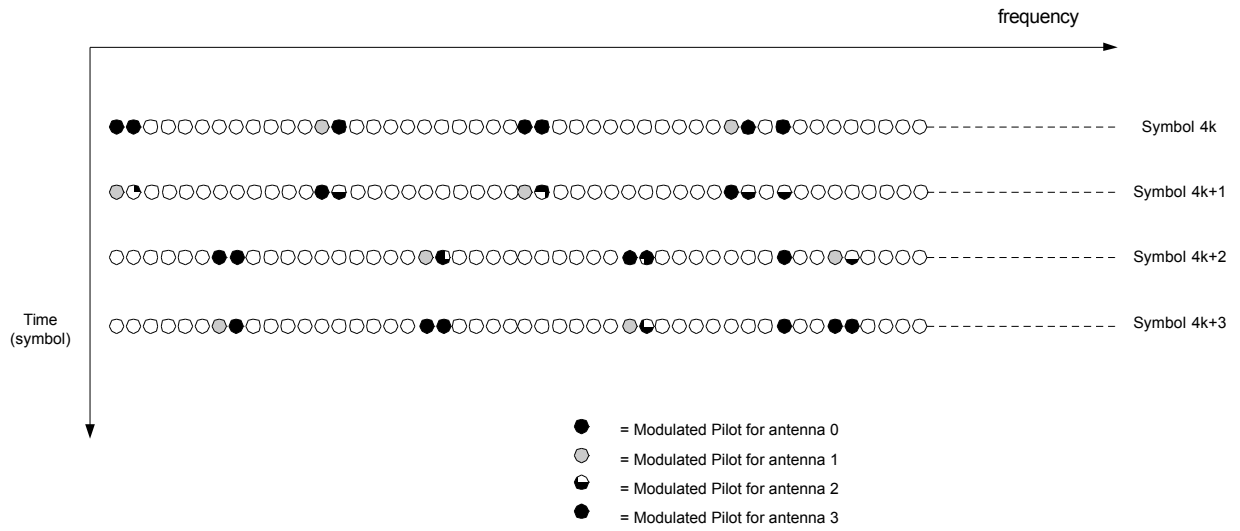 frequency
Symbol 4k
Symbol 4k+1
Symbol 4k+2
Symbol 4k+3
Time
(symbol)
= Modulated Pilot for antenna 0
= Modulated Pilot for antenna 1
= Modulated Pilot for antenna 2
= Modulated Pilot for antenna 3